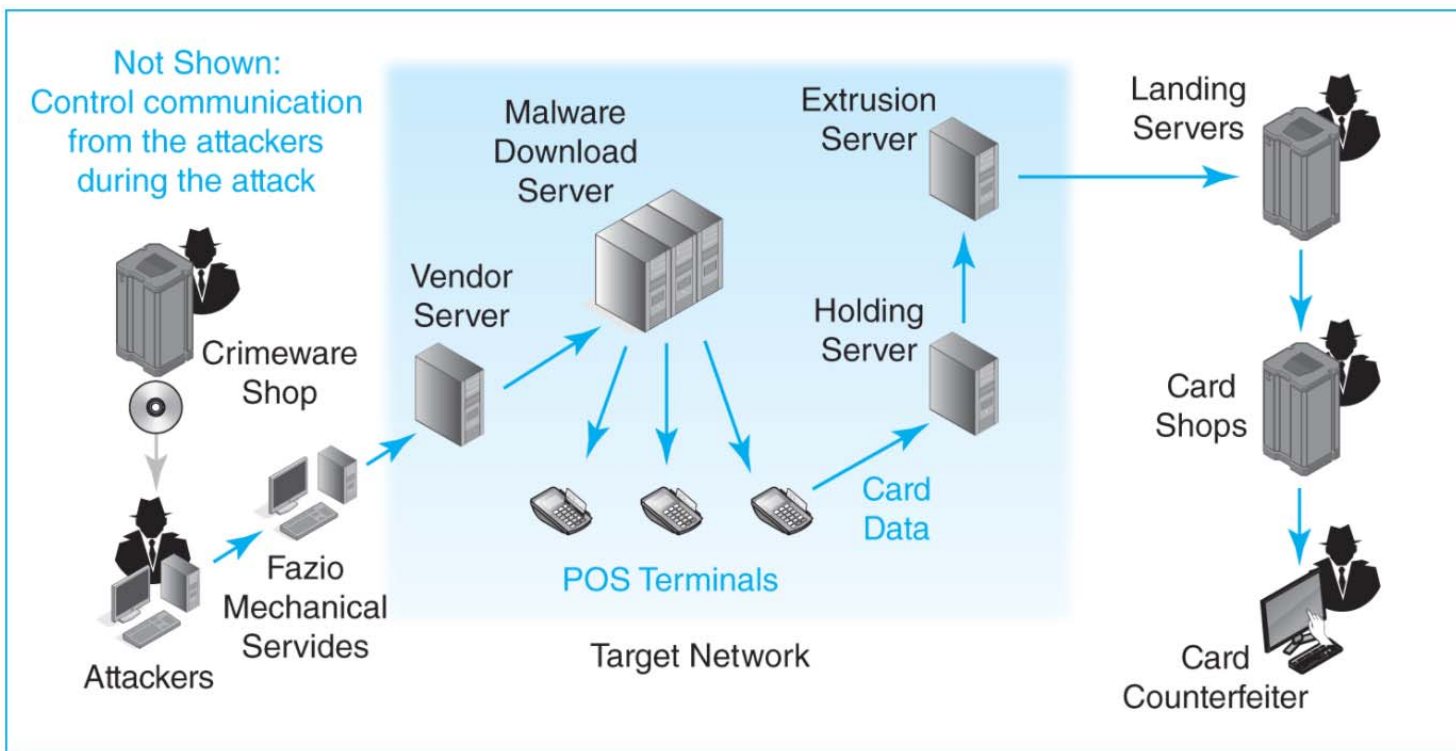 Not Shown:
Control communication
from the attackers
during the attack
Crimeware
Shop
Attackers
Fazio
Mechanical
Servides
Vendor
Server
Malware
Download
Server
POS Terminals
Card
Data
Holding
Server
Extrusion
Server
Target Network
Landing
Servers
Card
Shops
Card
Counterfeiter